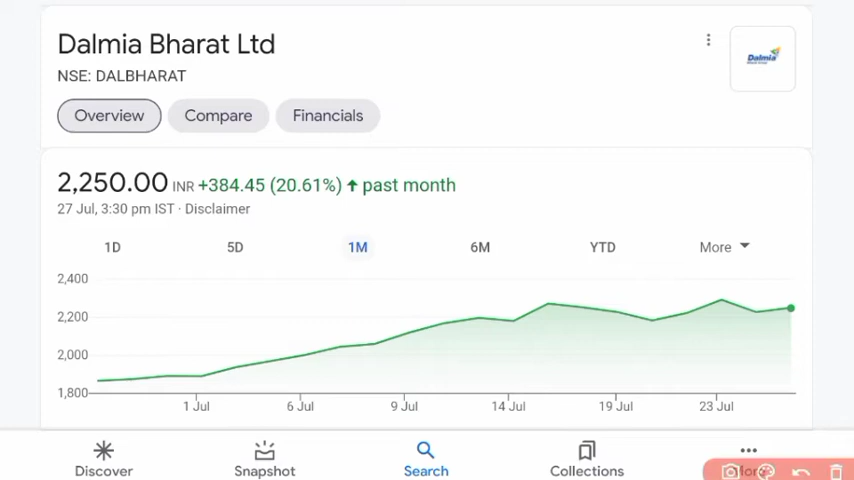 Dalmia Bharat Ltd
NSE: DALBHARAT
Dalmia
Overview Compare Financials
2,250.00 INR +384.45 (20.61%) ↑ past month
27 Jul, 3:30 pm IST · Disclaimer
1D 5D 1M 6M YTD More
2,400
2,200
2,000
1,800
1 Jul 6 Jul 9 Jul 14 Jul 19 Jul 23 Jul
Discover Snapshot Search Collections More